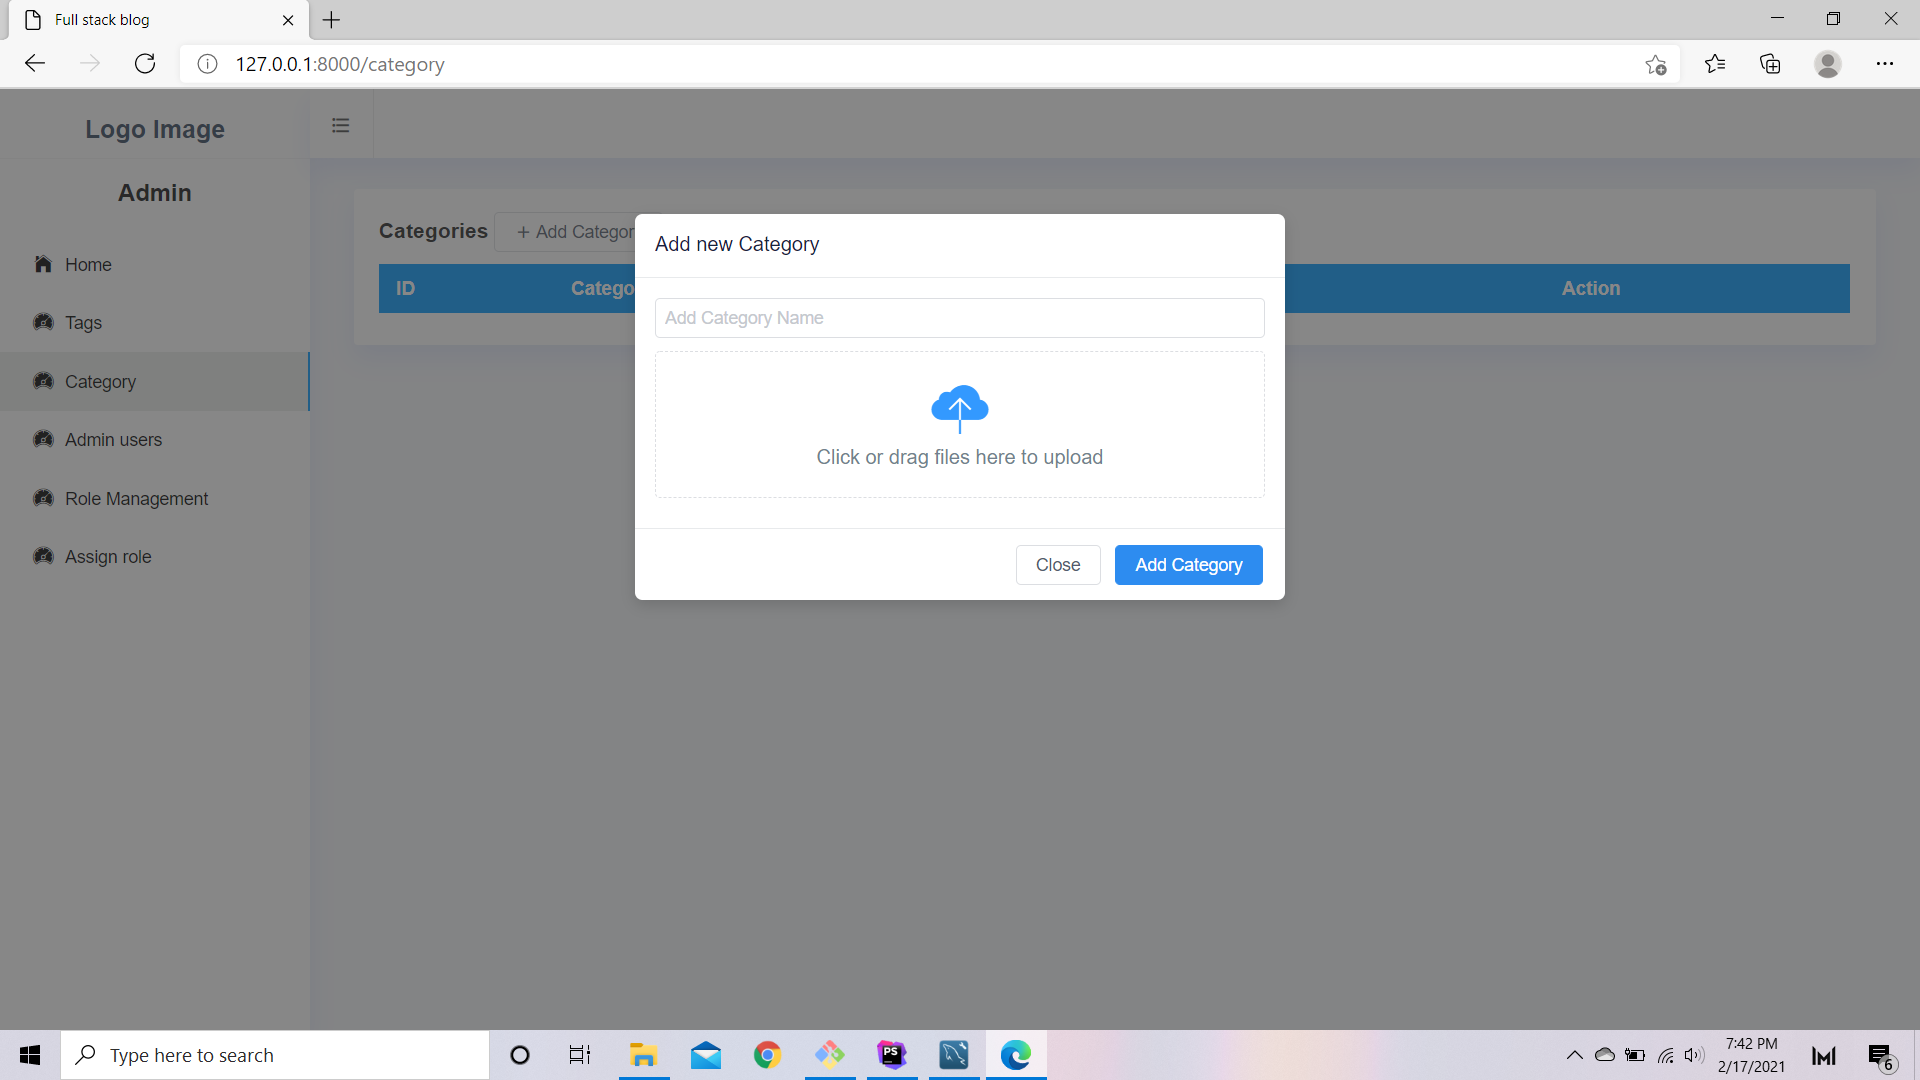 Full stack blog
127.0.0.1:8000/category
Logo Image
Admin
Home
Tags
Category
Admin users
Role Management
Assign role
Categories
+ Add Categor
ID
Catego
Action
Add new Category
Add Category Name
Click or drag files here to upload
Close
Add Category
Type here to search
PS
7:42 PM
2/17/2021
6